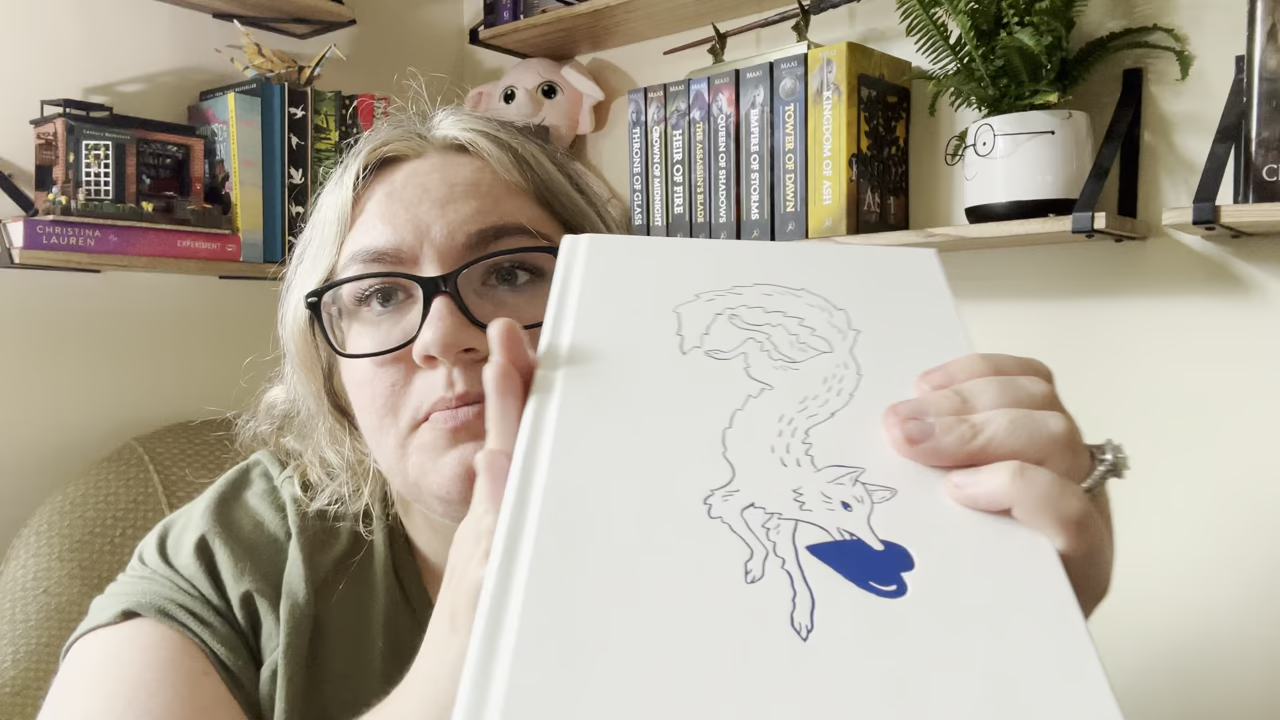 CHRISTINA
LAUREN
EXPERIMENT
MAAS
THRONE OF GLASS
MAAS
CROWN OF MIDNIGHT
MAAS
HEIR OF FIRE
MAAS
THE ASSASSIN'S BLADE
MAAS
QUEEN OF SHADOWS
MAAS
EMPIRE OF STORMS
MAAS
TOWER OF DAWN
KINGDOM OF ASH
ASH